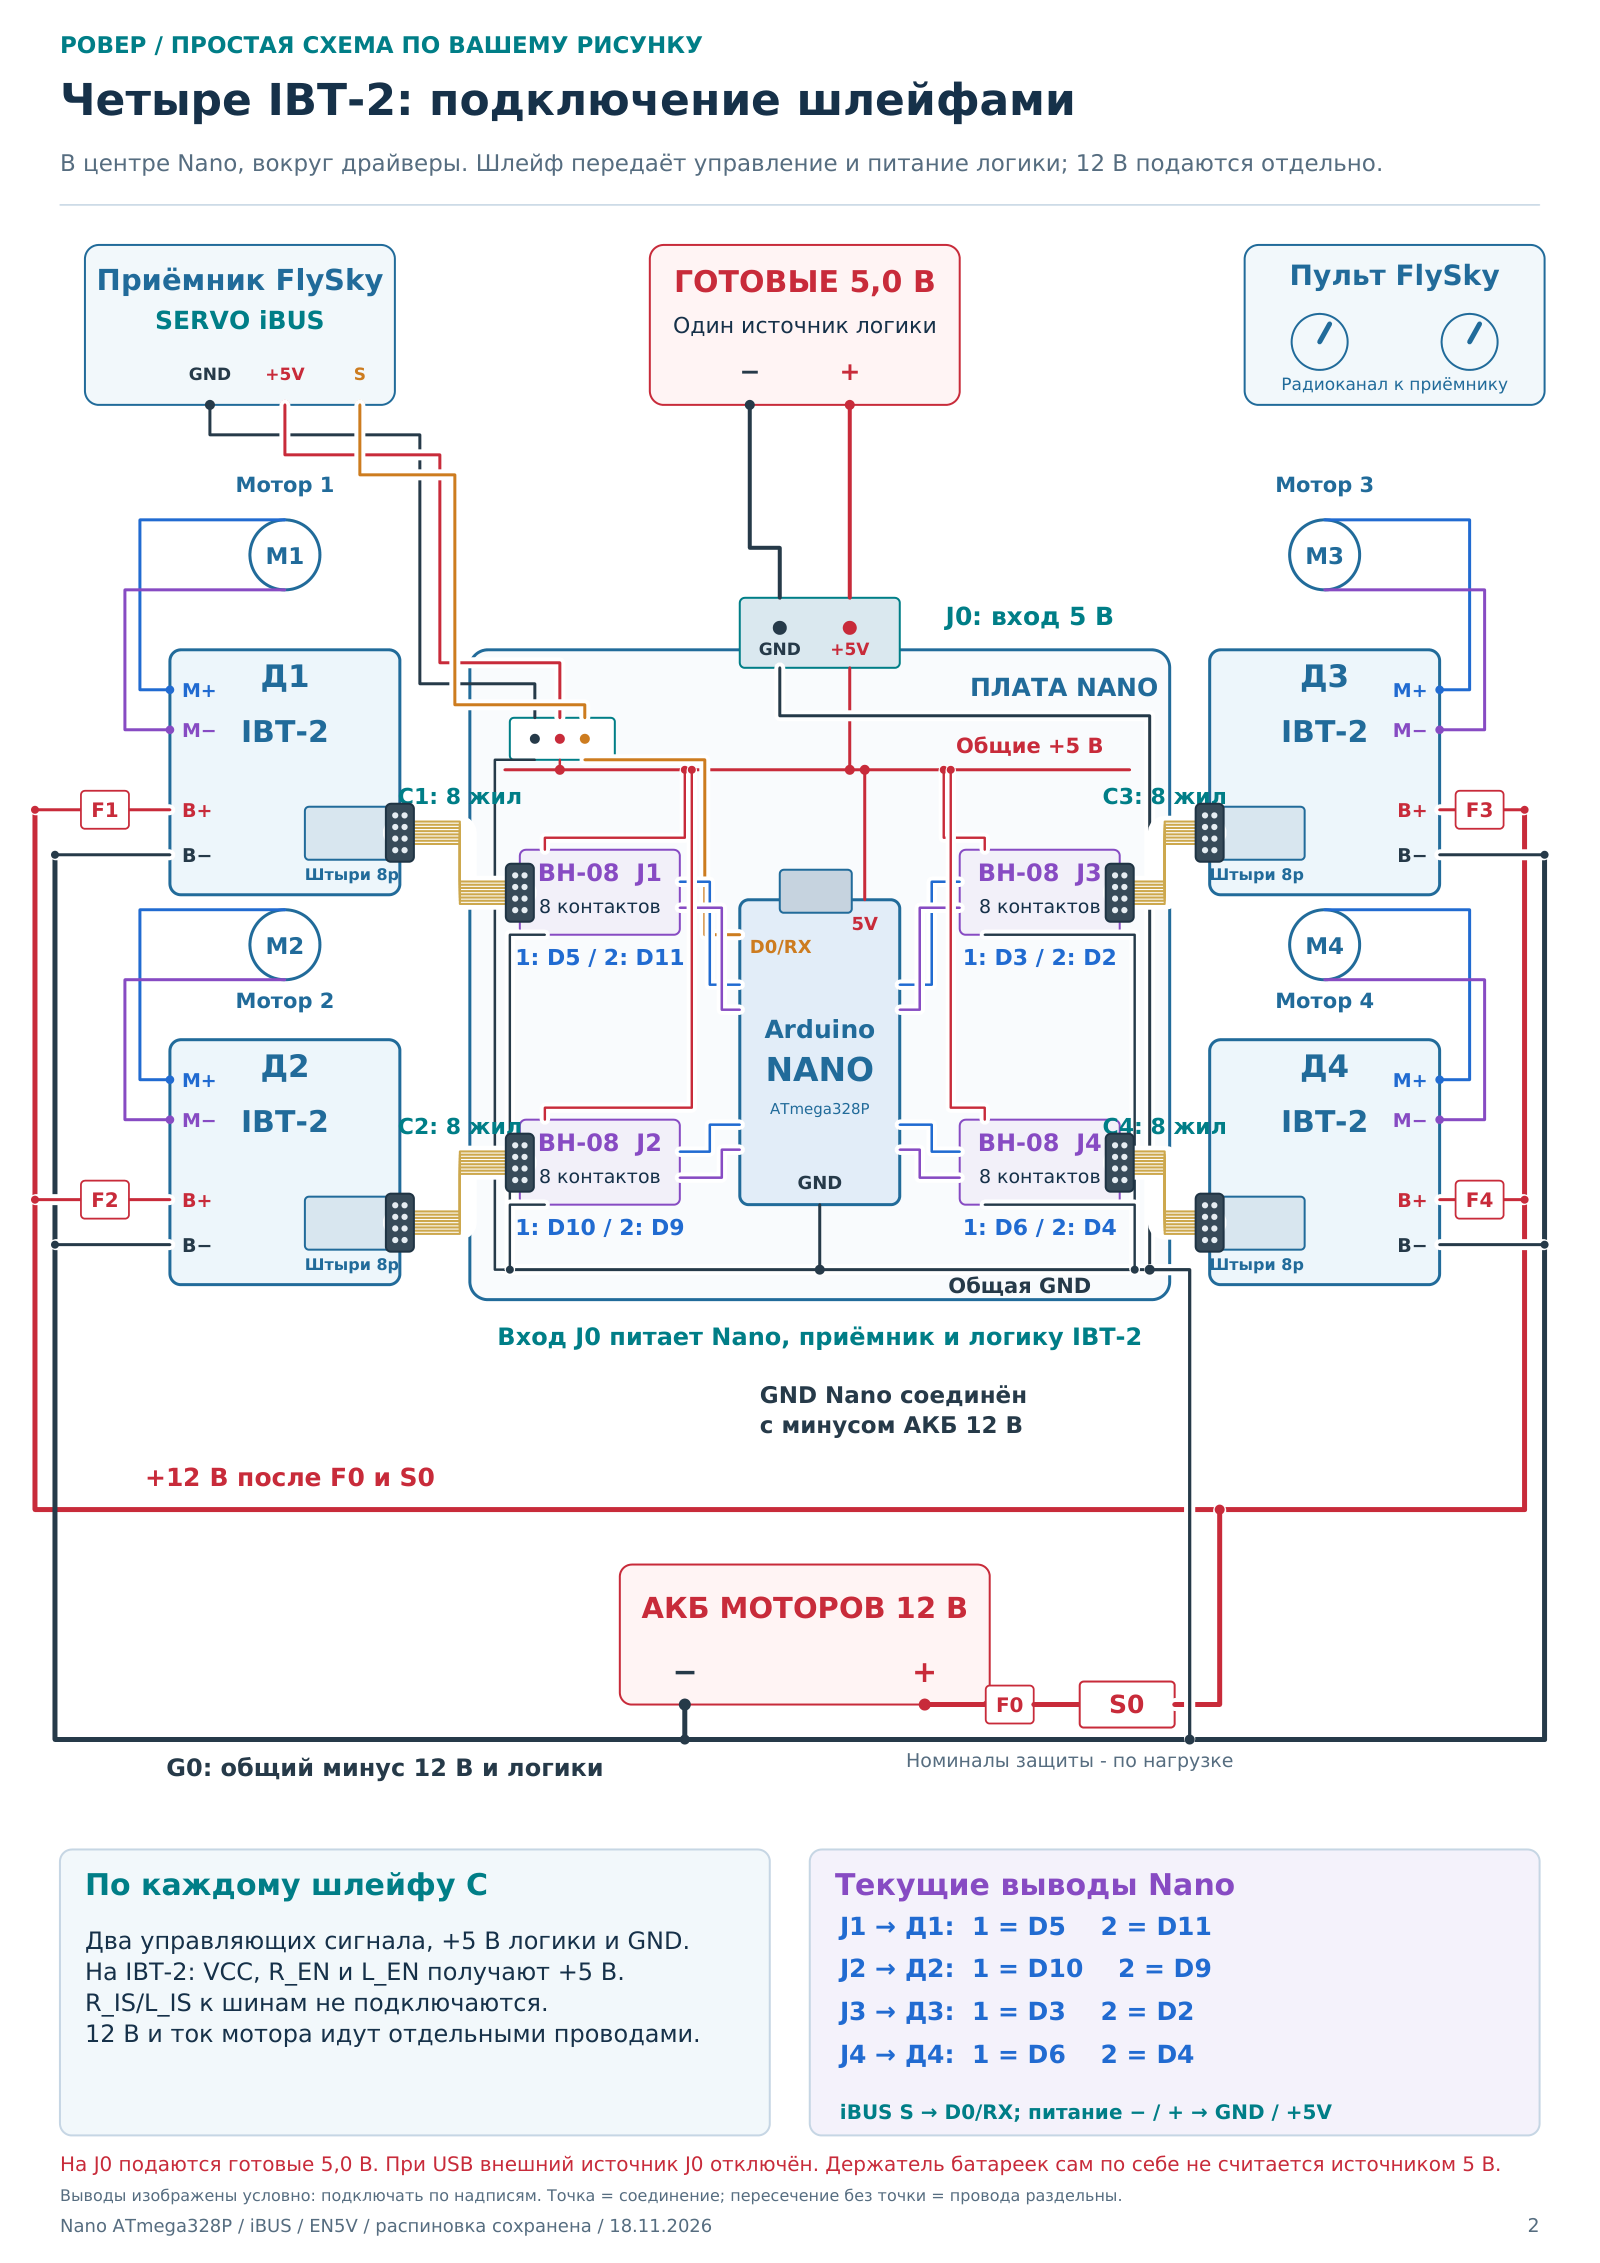 РОВЕР / ПРОСТАЯ СХЕМА ПО ВАШЕМУ РИСУНКУ
Четыре IBT-2: подключение шлейфами
В центре Nano, вокруг драйверы. Шлейф передаёт управление и питание логики; 12 В подаются отдельно.
Приёмник FlySky
SERVO iBUS
GND +5V S
ГОТОВЫЕ 5,0 В
Один источник логики
− +
Пульт FlySky
Радиоканал к приёмнику
Мотор 1
M1
Мотор 3
M3
J0: вход 5 В
GND +5V
ПЛАТА NANO
Общие +5 В
Д1
IBT-2
M+
M−
B+
B−
F1
Штыри 8p
C1: 8 жил
Д3
IBT-2
M+
M−
B+
B−
F3
Штыри 8p
C3: 8 жил
BH-08 J1
8 контактов
1: D5 / 2: D11
BH-08 J3
8 контактов
1: D3 / 2: D2
5V
D0/RX
Arduino
NANO
ATmega328P
GND
M2
Мотор 2
M4
Мотор 4
Д2
IBT-2
M+
M−
B+
B−
F2
Штыри 8p
C2: 8 жил
BH-08 J2
8 контактов
1: D10 / 2: D9
BH-08 J4
8 контактов
1: D6 / 2: D4
C4: 8 жил
Д4
IBT-2
M+
M−
B+
B−
F4
Штыри 8p
Общая GND
Вход J0 питает Nano, приёмник и логику IBT-2
GND Nano соединён
с минусом АКБ 12 В
+12 В после F0 и S0
АКБ МОТОРОВ 12 В
− +
F0
S0
G0: общий минус 12 В и логики
Номиналы защиты - по нагрузке
По каждому шлейфу C
Два управляющих сигнала, +5 В логики и GND.
На IBT-2: VCC, R_EN и L_EN получают +5 В.
R_IS/L_IS к шинам не подключаются.
12 В и ток мотора идут отдельными проводами.
Текущие выводы Nano
J1 → Д1: 1 = D5 2 = D11
J2 → Д2: 1 = D10 2 = D9
J3 → Д3: 1 = D3 2 = D2
J4 → Д4: 1 = D6 2 = D4
iBUS S → D0/RX; питание − / + → GND / +5V
На J0 подаются готовые 5,0 В. При USB внешний источник J0 отключён. Держатель батареек сам по себе не считается источником 5 В.
Выводы изображены условно: подключать по надписям. Точка = соединение; пересечение без точки = провода раздельны.
Nano ATmega328P / iBUS / EN5V / распиновка сохранена / 18.11.2026
2